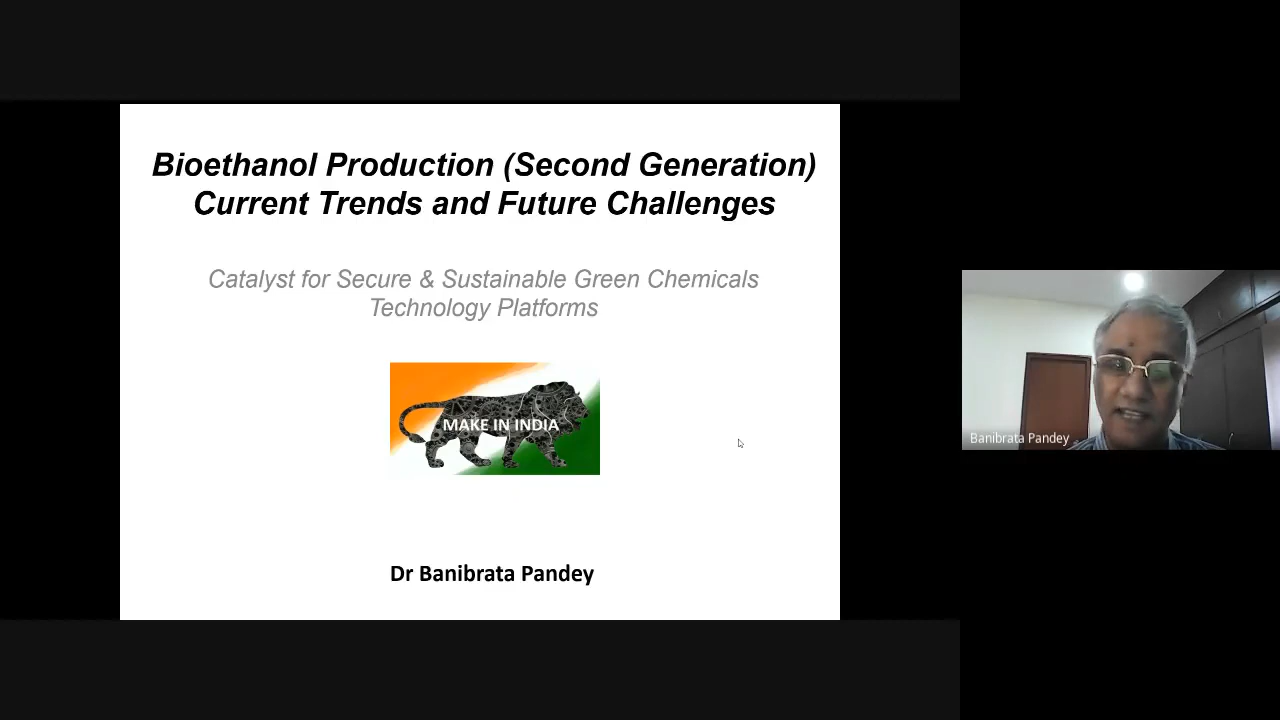 Bioethanol Production (Second Generation)
Current Trends and Future Challenges
Catalyst for Secure & Sustainable Green Chemicals
Technology Platforms
MAKE IN INDIA
Dr Banibrata Pandey
Banibrata Pandey